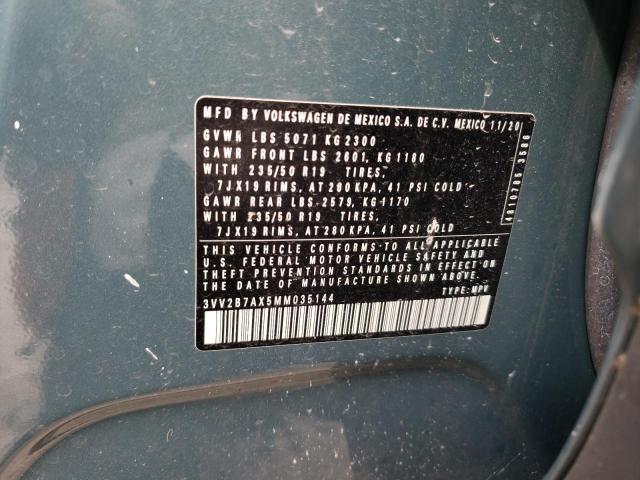 MFD BY VOLKSWAGEN DE MEXICO S.A. DE C.V. MEXICO 11/20
GVWR LBS 5071 KG 2300
GAWR FRONT LBS 2601, KG 1180
WITH 235/50 R19 TIRES.
7JX19 RIMS, AT 280 KPA, 41 PSI COLD
GAWR REAR LBS 2579, KG 1170
WITH 235/50 R19 TIRES.
7JX19 RIMS, AT 280 KPA, 41 PSI COLD
THIS VEHICLE CONFORMS TO ALL APPLICABLE
U.S. FEDERAL MOTOR VEHICLE SAFETY AND
THEFT PREVENTION STANDARDS IN EFFECT ON
THE DATE OF MANUFACTURE SHOWN ABOVE.
3VV2B7AX5MM035144 TYPE: MPV
4810705 3586